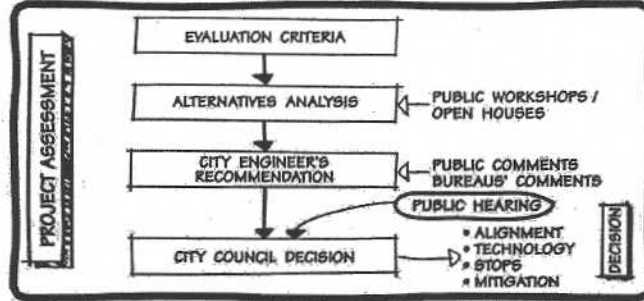 PROJECT ASSESSMENT
EVALUATION CRITERIA
ALTERNATIVES ANALYSIS
PUBLIC WORKSHOPS /
OPEN HOUSES
CITY ENGINEER'S
RECOMMENDATION
PUBLIC COMMENTS
BUREAUS' COMMENTS
PUBLIC HEARING
CITY COUNCIL DECISION
• ALIGNMENT
• TECHNOLOGY
• STOPS
• MITIGATION
DECISION